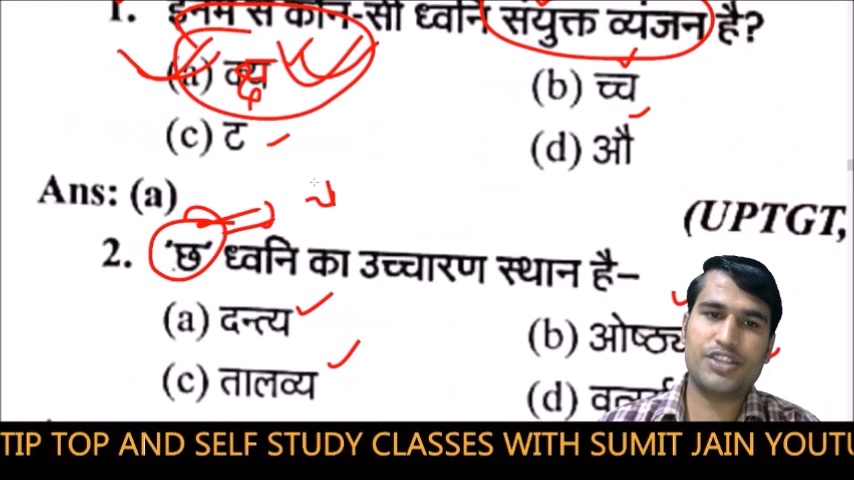 1. इनमें से कौन-सी ध्वनि संयुक्त व्यंजन है?
(b) च्च
(c) ट
(d) औ
Ans: (a)
(UPTGT,
2. 'छ' ध्वनि का उच्चारण स्थान है–
(a) दन्त्य
(b) ओष्ठ्य
(c) तालव्य
(d)
TIP TOP AND SELF STUDY CLASSES WITH SUMIT JAIN